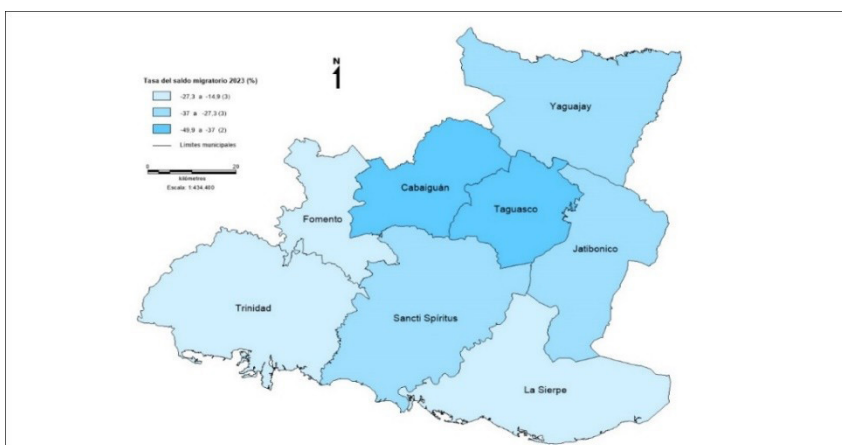 Tasa del saldo migratorio 2023 (%)
-27,3 a -14,9 (3)
-37 a -27,3 (3)
-49,9 a -37 (2)
Límites municipales
0 20
kilómetros
Escala: 1:434.400
N
Yaguajay
Cabaiguán
Taguasco
Fomento
Jatibonico
Trinidad
Sancti Spíritus
La Sierpe